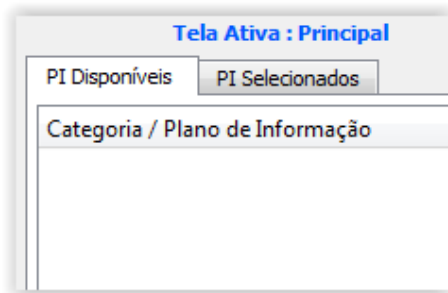 Tela Ativa : Principal
PI Disponíveis PI Selecionados
Categoria / Plano de Informação